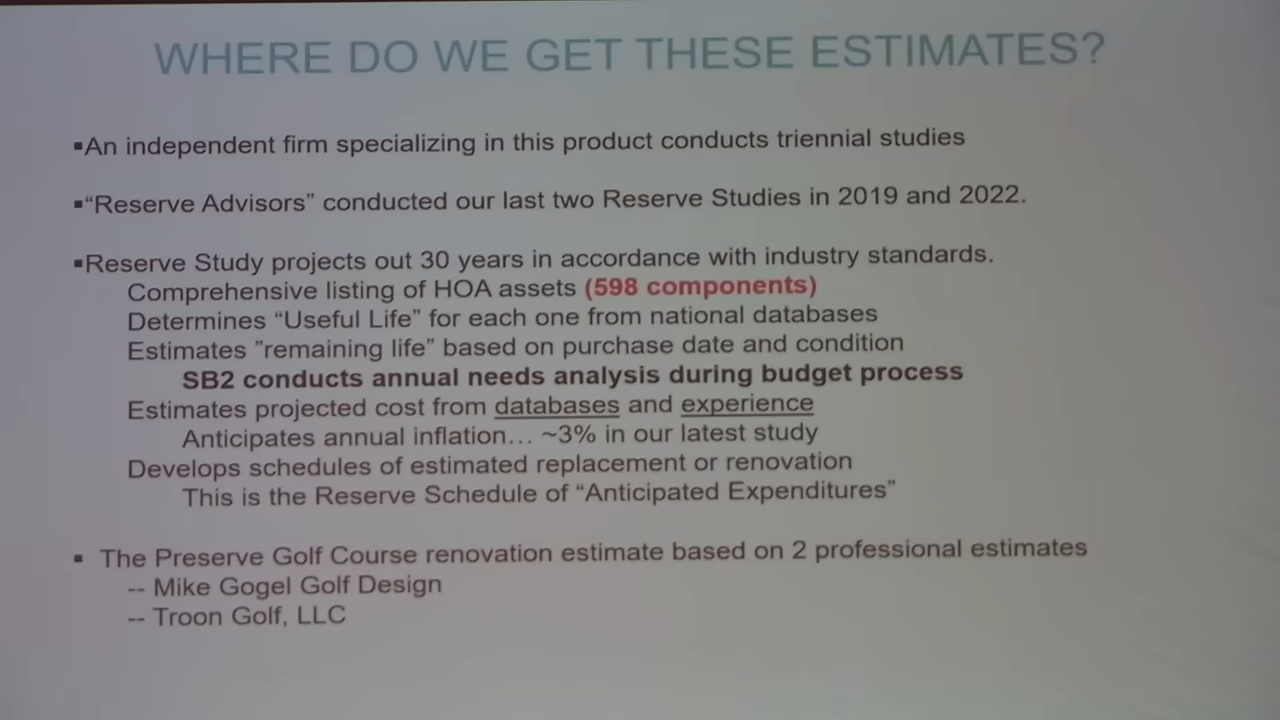 WHERE DO WE GET THESE ESTIMATES?
▪An independent firm specializing in this product conducts triennial studies
▪“Reserve Advisors” conducted our last two Reserve Studies in 2019 and 2022.
▪Reserve Study projects out 30 years in accordance with industry standards.
Comprehensive listing of HOA assets (598 components)
Determines “Useful Life” for each one from national databases
Estimates ”remaining life” based on purchase date and condition
SB2 conducts annual needs analysis during budget process
Estimates projected cost from databases and experience
Anticipates annual inflation… ~3% in our latest study
Develops schedules of estimated replacement or renovation
This is the Reserve Schedule of “Anticipated Expenditures”
▪ The Preserve Golf Course renovation estimate based on 2 professional estimates
-- Mike Gogel Golf Design
-- Troon Golf, LLC